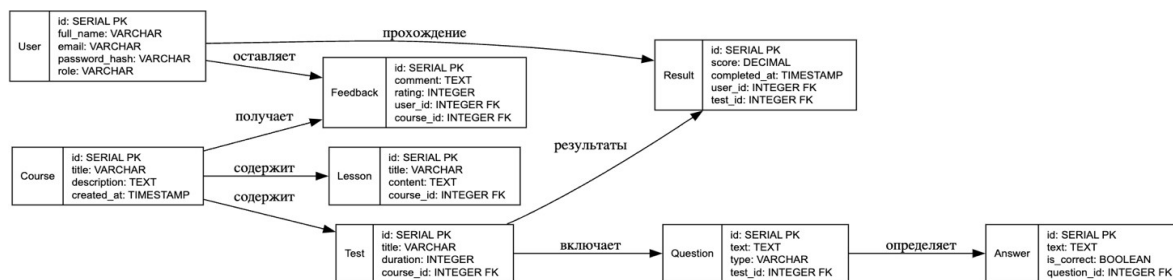 User
id: SERIAL PK
full_name: VARCHAR
email: VARCHAR
password_hash: VARCHAR
role: VARCHAR
прохождение
оставляет
Feedback
id: SERIAL PK
comment: TEXT
rating: INTEGER
user_id: INTEGER FK
course_id: INTEGER FK
Result
id: SERIAL PK
score: DECIMAL
completed_at: TIMESTAMP
user_id: INTEGER FK
test_id: INTEGER FK
получает
результаты
Course
id: SERIAL PK
title: VARCHAR
description: TEXT
created_at: TIMESTAMP
содержит
содержит
Lesson
id: SERIAL PK
title: VARCHAR
content: TEXT
course_id: INTEGER FK
Test
id: SERIAL PK
title: VARCHAR
duration: INTEGER
course_id: INTEGER FK
включает
Question
id: SERIAL PK
text: TEXT
type: VARCHAR
test_id: INTEGER FK
определяет
Answer
id: SERIAL PK
text: TEXT
is_correct: BOOLEAN
question_id: INTEGER FK